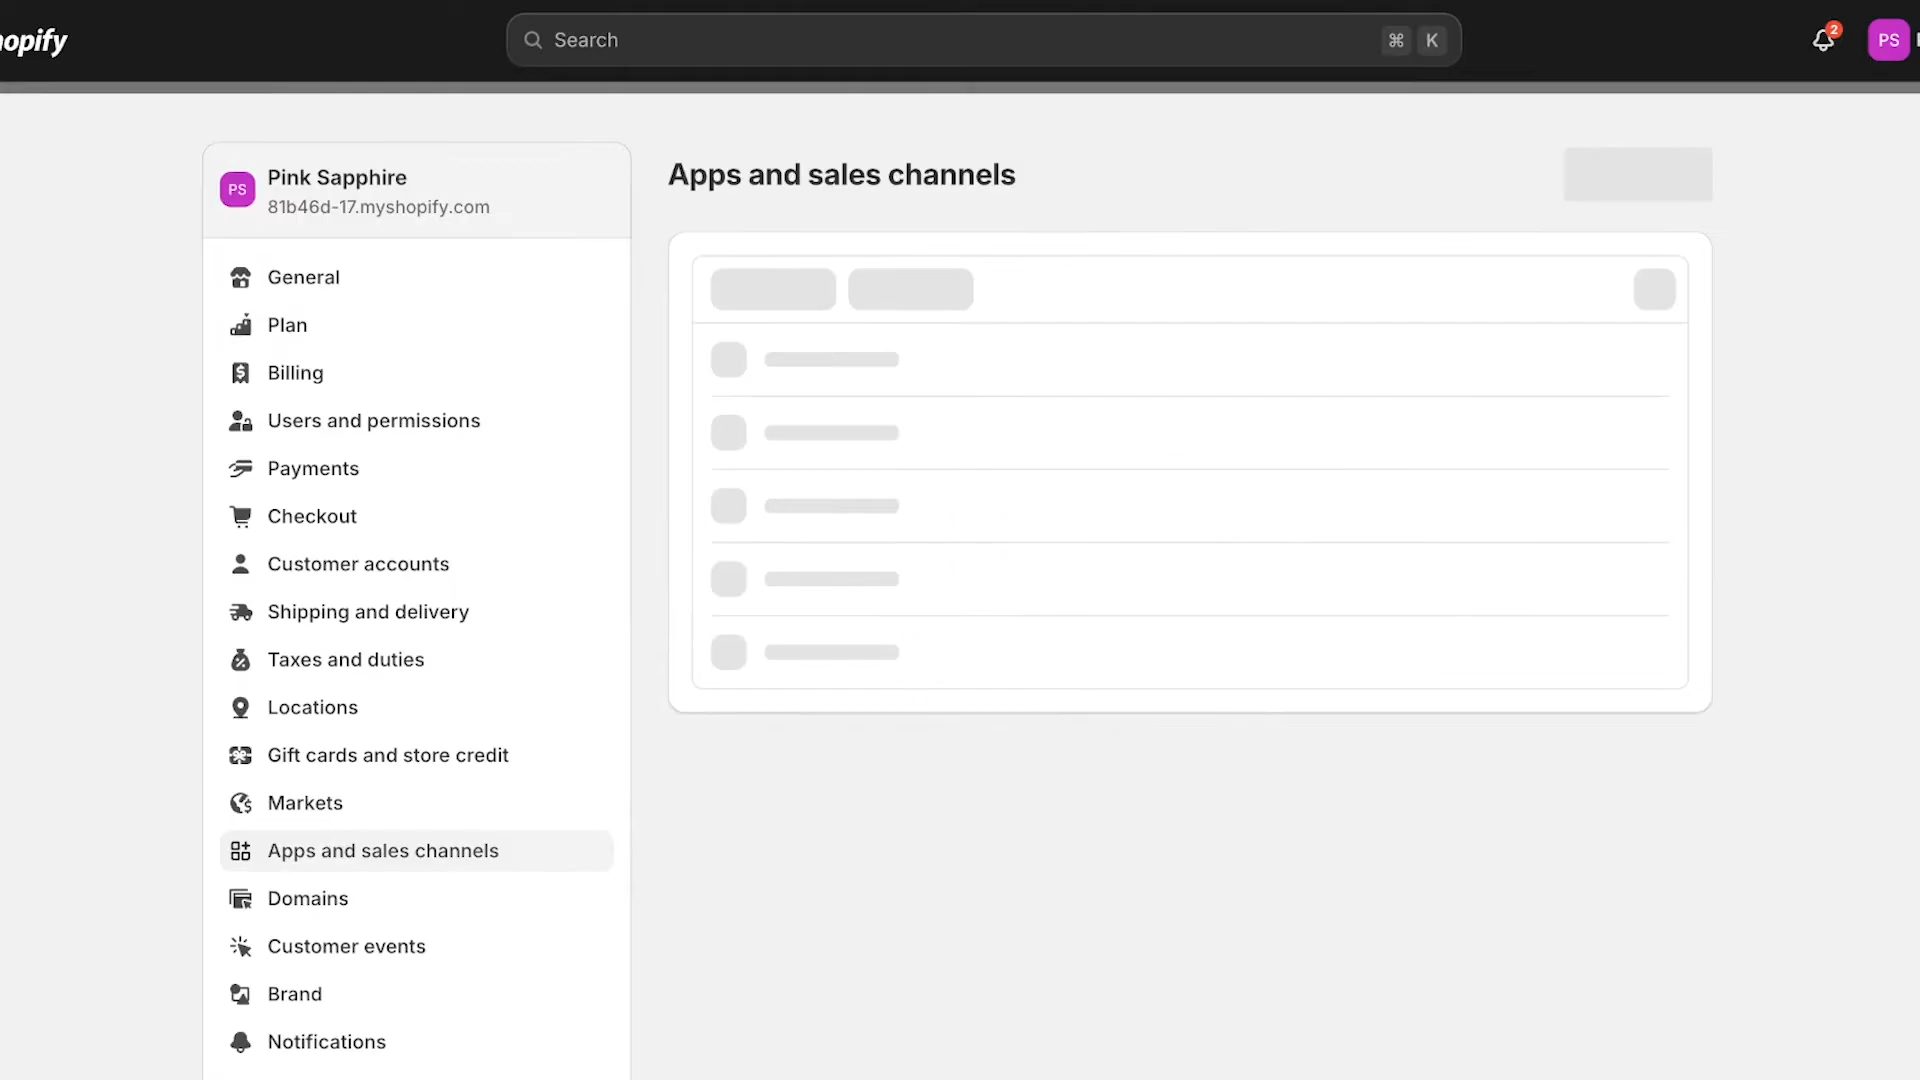 hopify
Search
⌘ K
2
PS
PS
Pink Sapphire
81b46d-17.myshopify.com
General
Plan
Billing
Users and permissions
Payments
Checkout
Customer accounts
Shipping and delivery
Taxes and duties
Locations
Gift cards and store credit
Markets
Apps and sales channels
Domains
Customer events
Brand
Notifications
Apps and sales channels